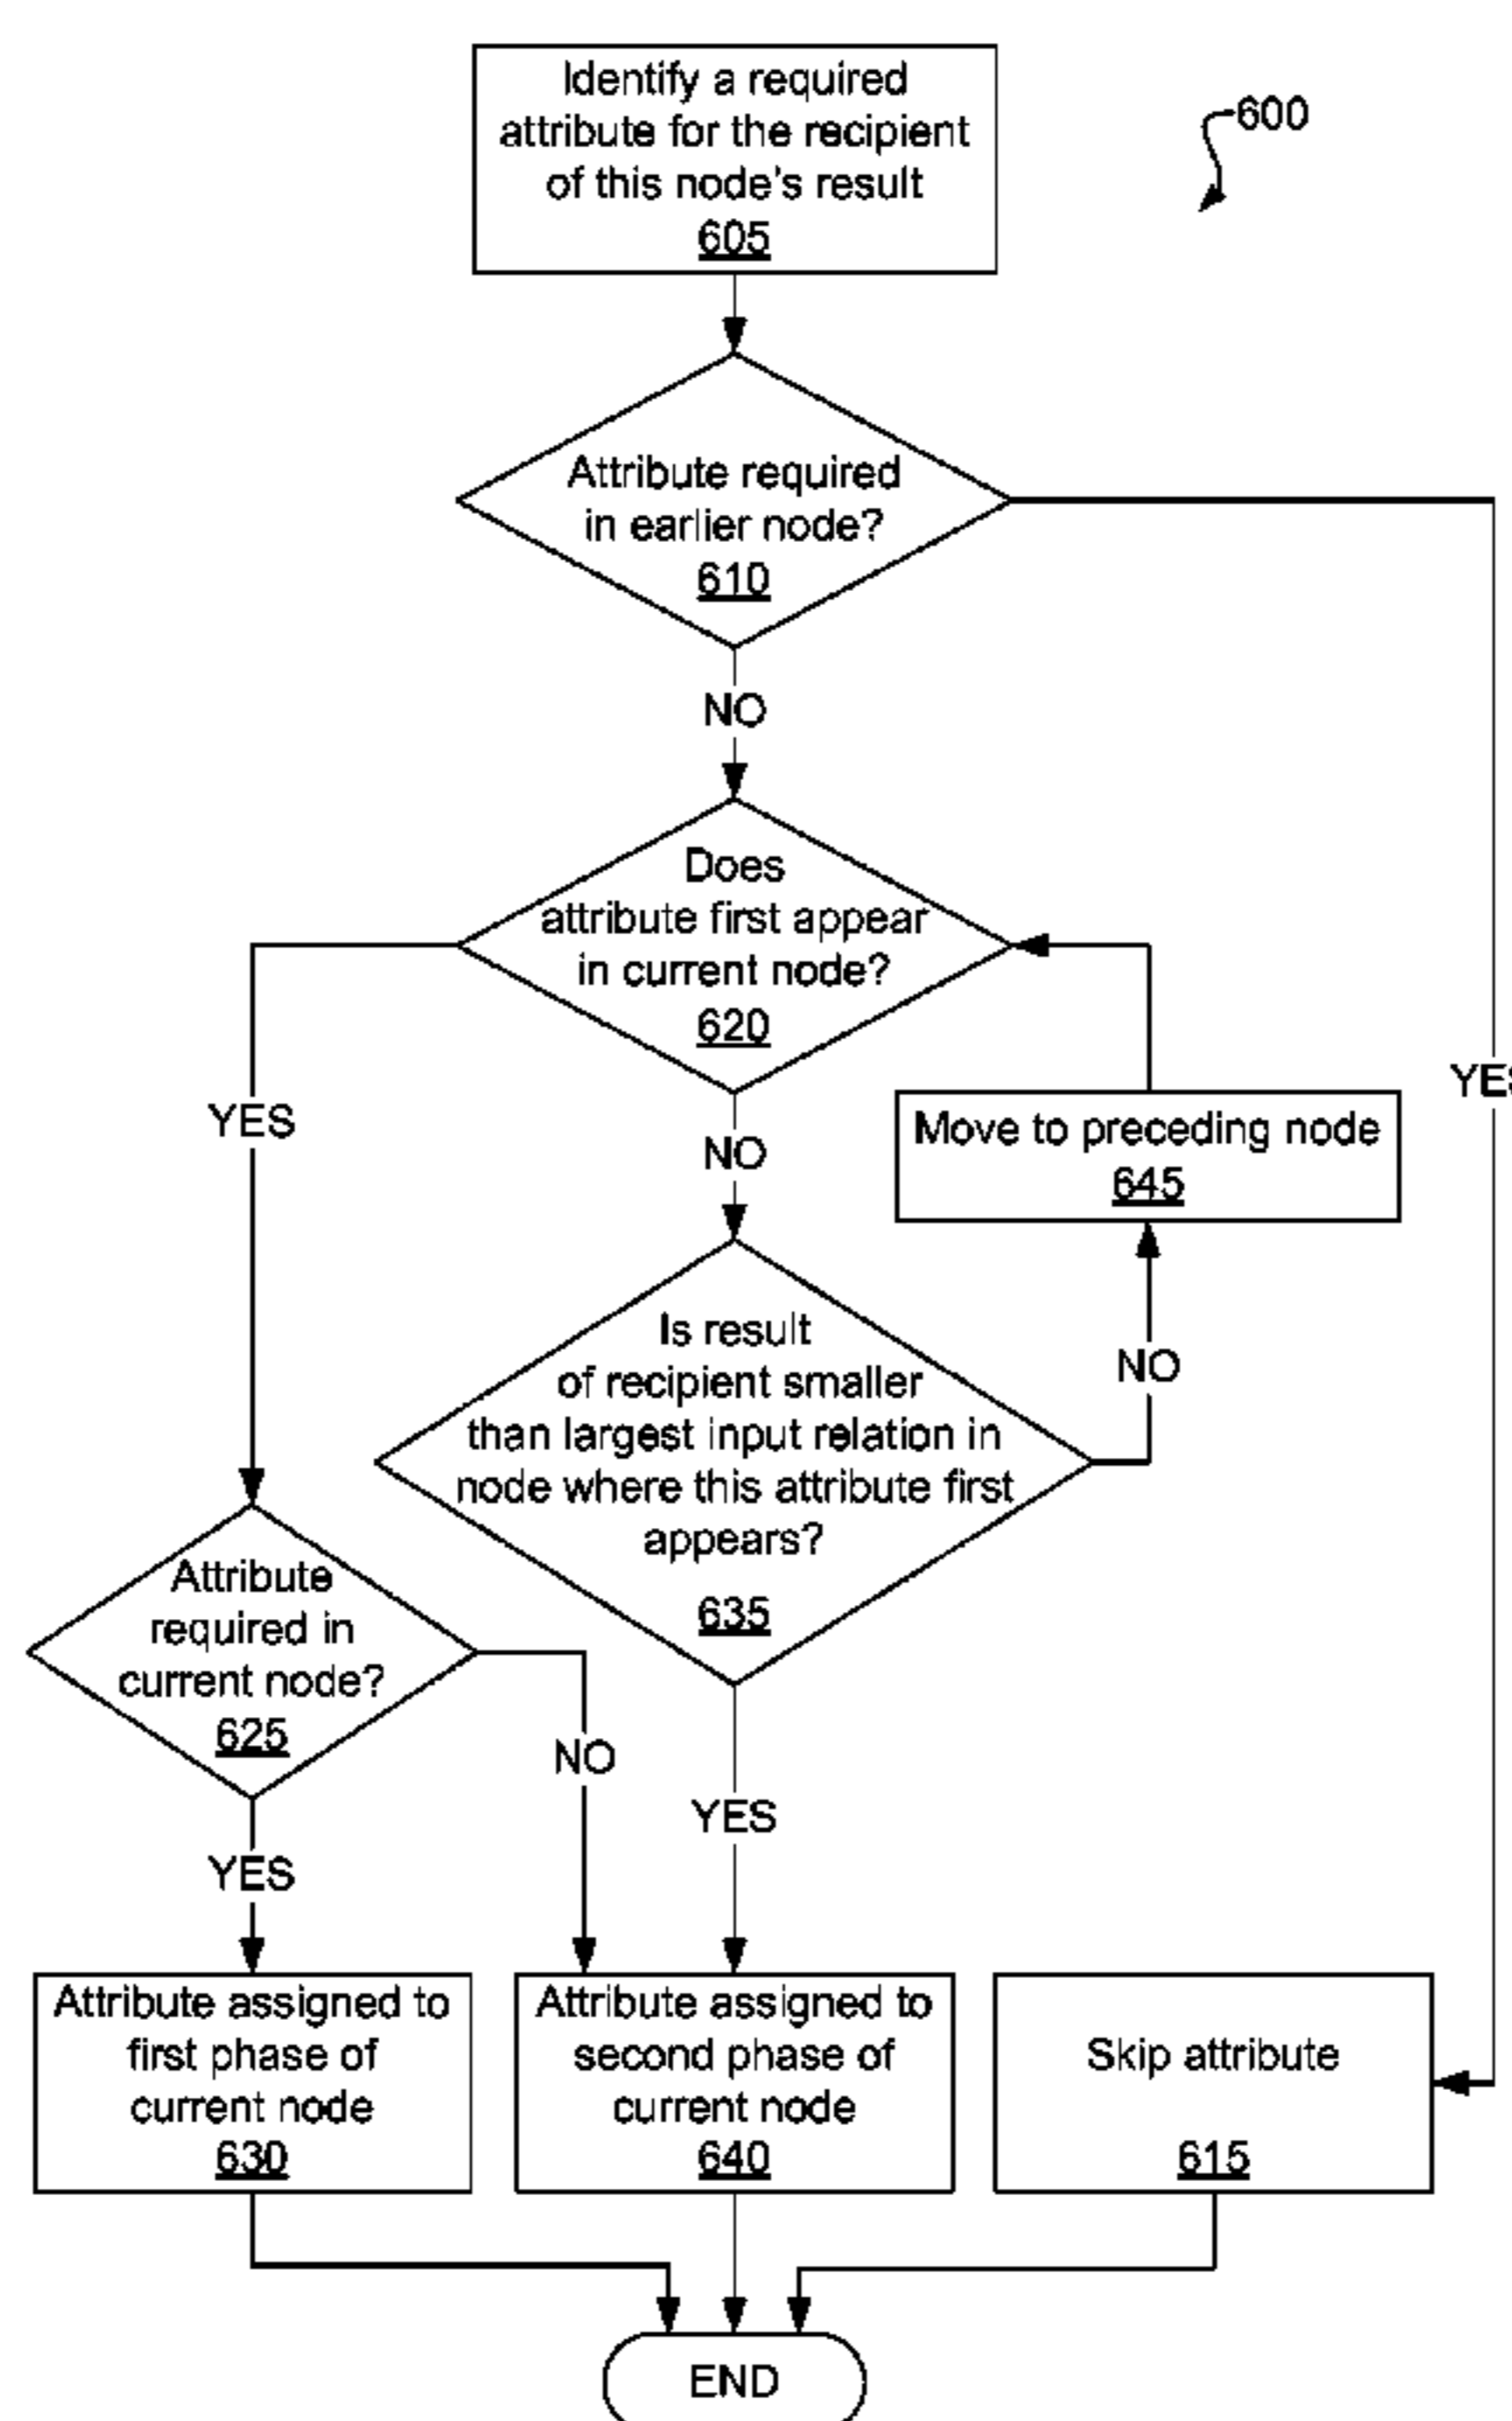 Identify a required
attribute for the recipient
of this node's result
605
600
Attribute required
in earlier node?
610
NO
Does
attribute first appear
in current node?
620
YES
NO
Move to preceding node
645
Is result
of recipient smaller
than largest input relation in
node where this attribute first
appears?
635
NO
Attribute
required in
current node?
625
NO
YES
YES
Attribute assigned to
first phase of
current node
630
Attribute assigned to
second phase of
current node
640
Skip attribute
615
END